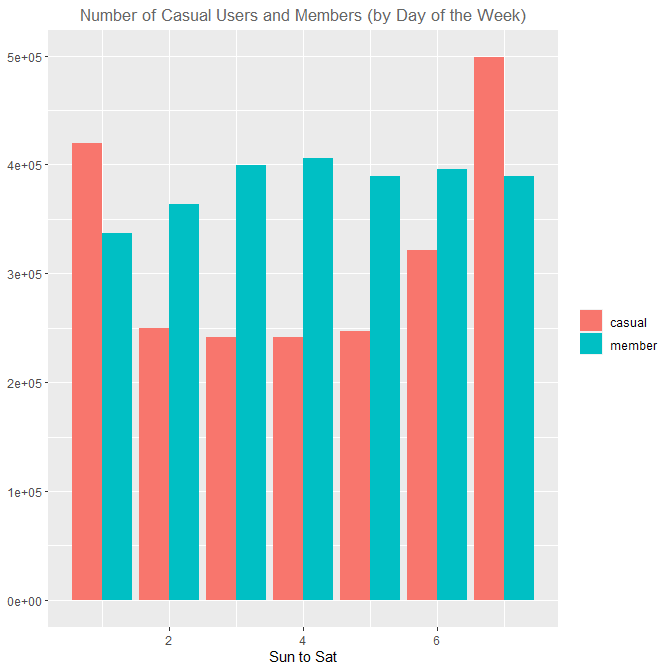 Number of Casual Users and Members (by Day of the Week)
5e+05
4e+05
3e+05
2e+05
1e+05
0e+00
2
4
6
Sun to Sat
casual
member